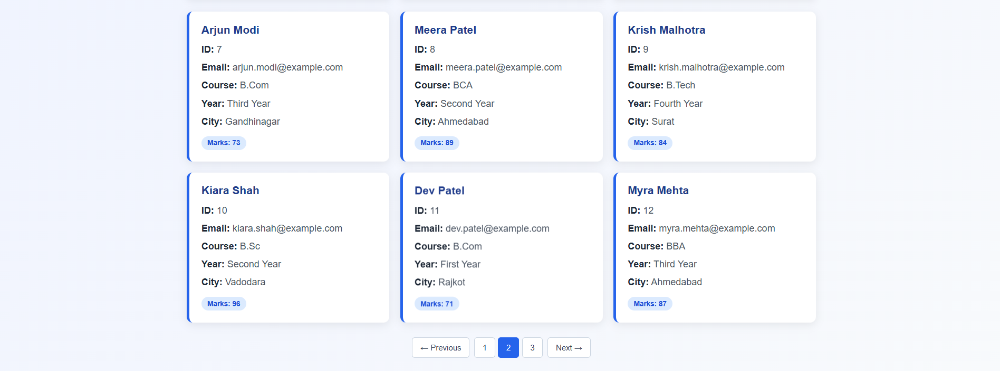 Arjun Modi
ID: 7
Email: arjun.modi@example.com
Course: B.Com
Year: Third Year
City: Gandhinagar
Marks: 73
Meera Patel
ID: 8
Email: meera.patel@example.com
Course: BCA
Year: Second Year
City: Ahmedabad
Marks: 89
Krish Malhotra
ID: 9
Email: krish.malhotra@example.com
Course: B.Tech
Year: Fourth Year
City: Surat
Marks: 84
Kiara Shah
ID: 10
Email: kiara.shah@example.com
Course: B.Sc
Year: Second Year
City: Vadodara
Marks: 96
Dev Patel
ID: 11
Email: dev.patel@example.com
Course: B.Com
Year: First Year
City: Rajkot
Marks: 71
Myra Mehta
ID: 12
Email: myra.mehta@example.com
Course: BBA
Year: Third Year
City: Ahmedabad
Marks: 87
← Previous 1 2 3 Next →